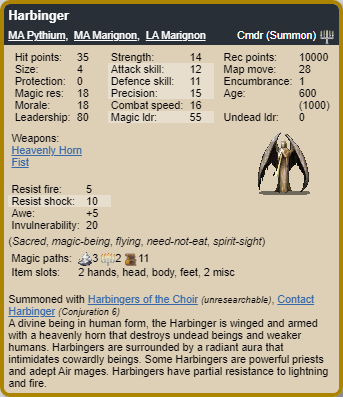 Harbinger
MA Pythium, MA Marignon, LA Marignon Cmdr (Summon)
Hit points: 35 Strength: 14 Rec points: 10000
Size: 4 Attack skill: 12 Map move: 28
Protection: 0 Defence skill: 11 Encumbrance: 1
Magic res: 18 Precision: 15 Age: 600
Morale: 18 Combat speed: 16 (1000)
Leadership: 80 Magic ldr: 55 Undead ldr: 0
Weapons:
Heavenly Horn
Fist
Resist fire: 5
Resist shock: 10
Awe: +5
Invulnerability: 20
(Sacred, magic-being, flying, need-not-eat, spirit-sight)
Magic paths: 3 2 11
Item slots: 2 hands, head, body, feet, 2 misc
Summoned with Harbingers of the Choir (unresearchable), Contact
Harbinger (Conjuration 6)
A divine being in human form, the Harbinger is winged and armed
with a heavenly horn that destroys undead beings and weaker
humans. Harbingers are surrounded by a radiant aura that
intimidates cowardly beings. Some Harbingers are powerful priests
and adept Air mages. Harbingers have partial resistance to lightning
and fire.